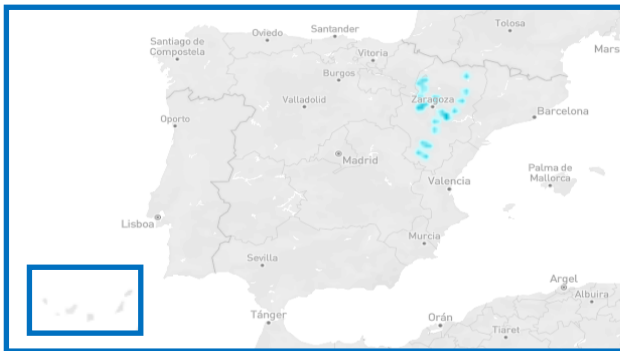 Tolosa
Santander
Oviedo
Santiago de
Compostela
Mars
Vitoria
Burgos
Valladolid
Zaragoza
Barcelona
Oporto
Madrid
Palma de
Mallorca
Valencia
Lisboa
Murcia
Sevilla
Argel
Albuira
Tánger
Orán
Tiaret